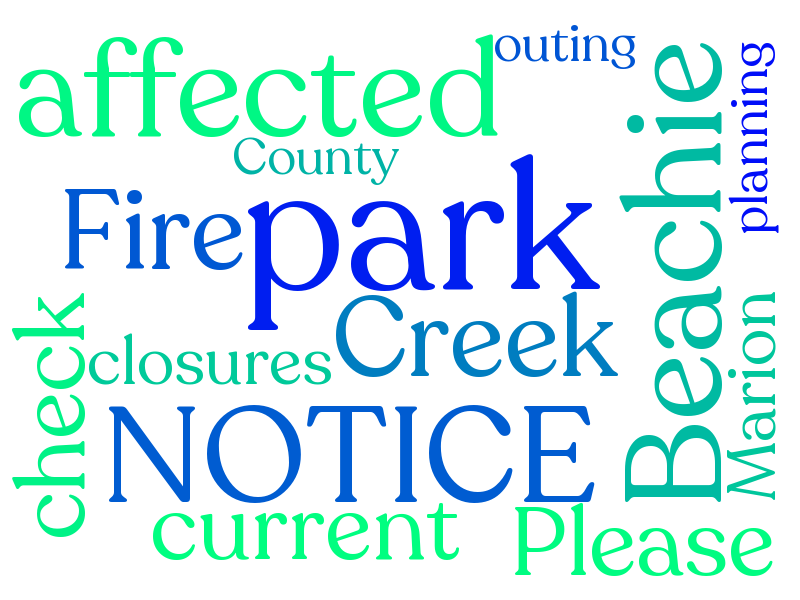 affected
outing
County
Fire
park
Beachie
planning
check
closures
Creek
Marion
NOTICE
current
Please